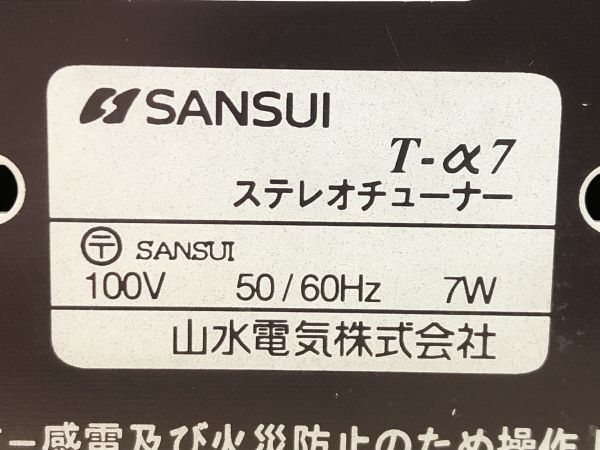 SANSUI
T-α7
ステレオチューナー
〒 SANSUI
100V 50/60Hz 7W
山水電気株式会社
ー感電及び火災防止のため操作